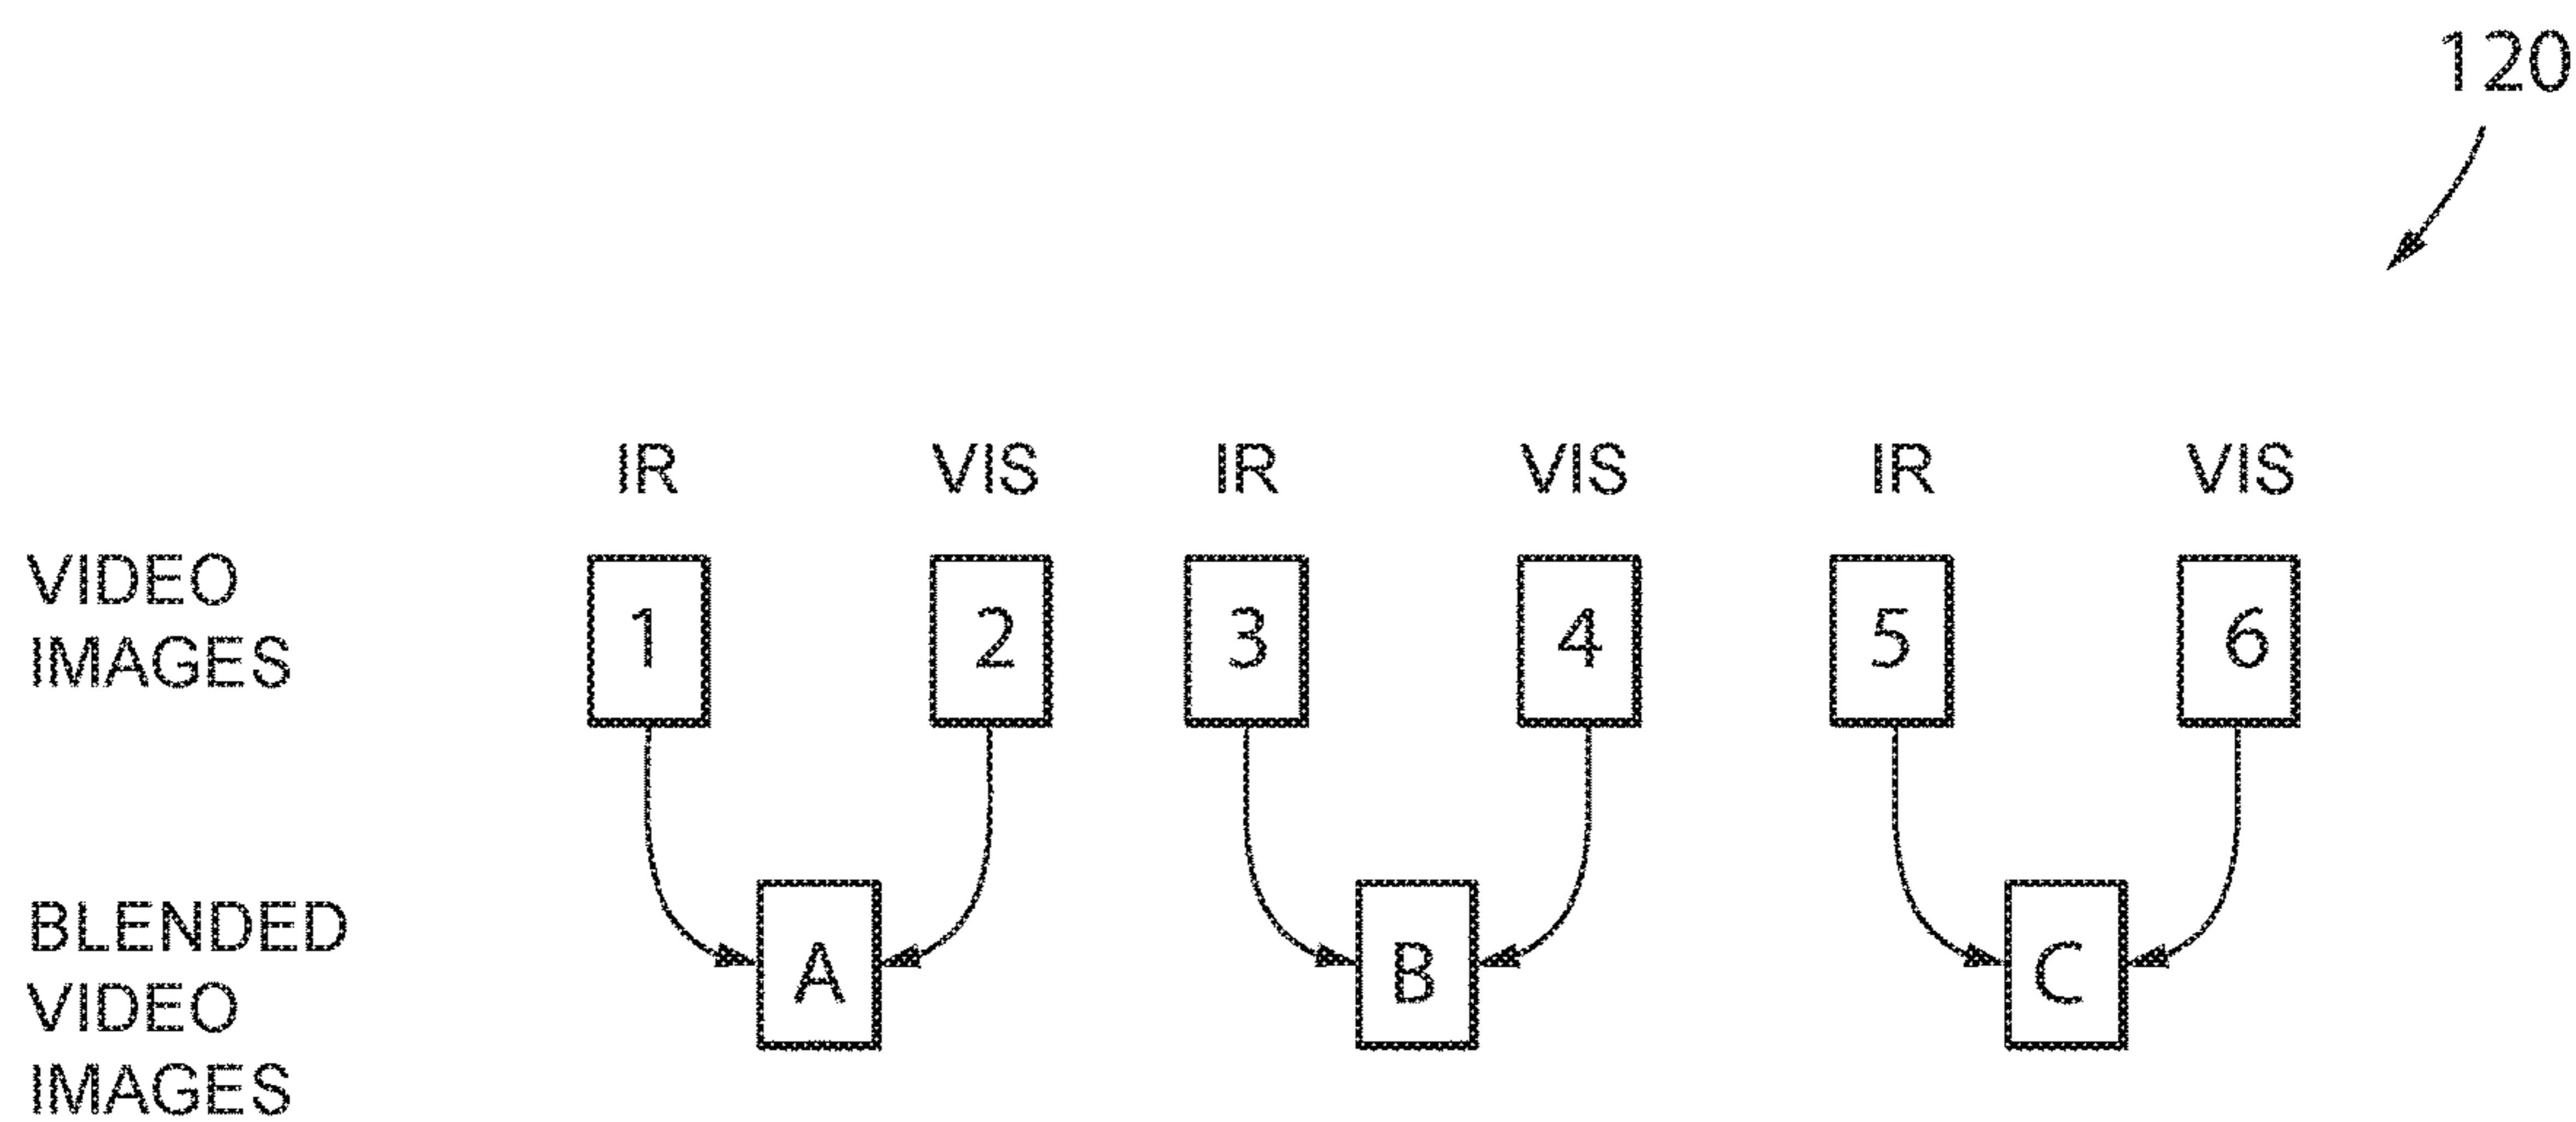 120
IR VIS IR VIS IR VIS
VIDEO
IMAGES
1 2 3 4 5 6
BLENDED
VIDEO
IMAGES
A B C